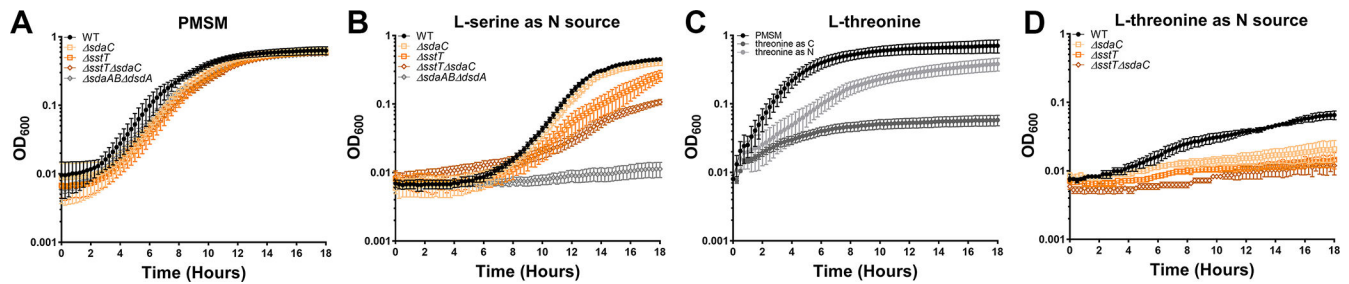 A
PMSM
WT
ΔsdaC
ΔsstT
ΔsstTΔsdaC
ΔsdaABΔdsdA
1
0.1
0.01
0.001
OD600
0 2 4 6 8 10 12 14 16 18
Time (Hours)
B
L-serine as N source
WT
ΔsdaC
ΔsstT
ΔsstTΔsdaC
ΔsdaABΔdsdA
1
0.1
0.01
0.001
OD600
0 2 4 6 8 10 12 14 16 18
Time (Hours)
C
L-threonine
PMSM
threonine as C
threonine as N
1
0.1
0.01
0.001
OD600
0 2 4 6 8 10 12 14 16 18
Time (Hours)
D
L-threonine as N source
WT
ΔsdaC
ΔsstT
ΔsstTΔsdaC
1
0.1
0.01
0.001
OD600
0 2 4 6 8 10 12 14 16 18
Time (Hours)